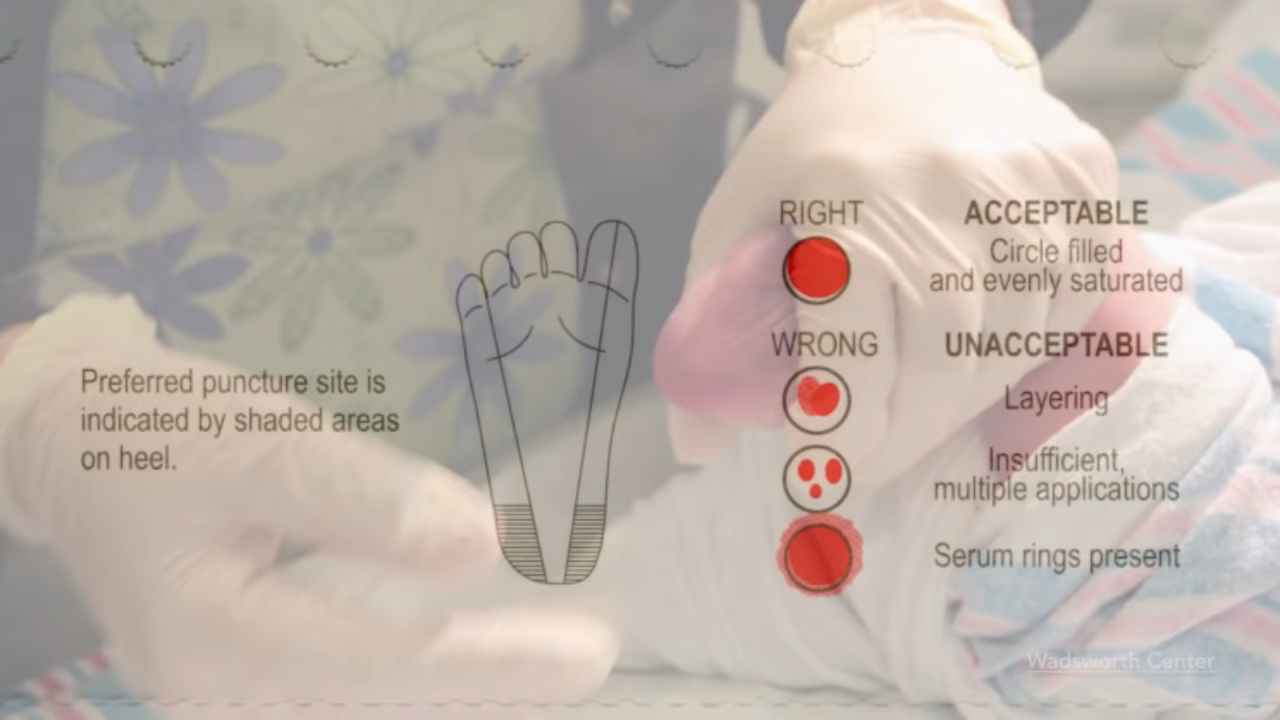 Preferred puncture site is
indicated by shaded areas
on heel.
RIGHT
ACCEPTABLE
Circle filled
and evenly saturated
WRONG
UNACCEPTABLE
Layering
Insufficient,
multiple applications
Serum rings present
Wadsworth Center